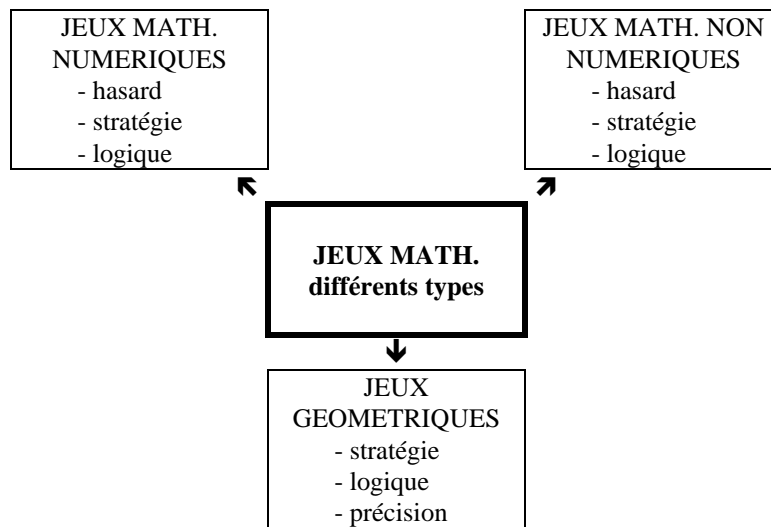 JEUX MATH.
NUMERIQUES
- hasard
- stratégie
- logique
JEUX MATH. NON
NUMERIQUES
- hasard
- stratégie
- logique
JEUX MATH.
différents types
JEUX
GEOMETRIQUES
- stratégie
- logique
- précision